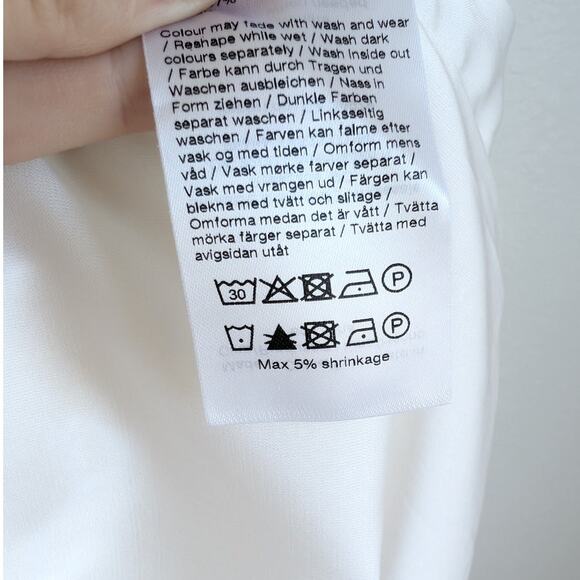 7%
Colour may fade with wash and wear
/ Reshape while wet / Wash dark
colours separately / Wash inside out
/ Farbe kann durch Tragen und
Waschen ausbleichen / Nass in
Form ziehen / Dunkle Farben
separat waschen / Linksseitig
waschen / Farven kan falme efter
vask og med tiden / Omform mens
våd / Vask mørke farver separat /
Vask med vrangen ud / Färgen kan
blekna med tvätt och slitage /
Omforma medan det är vått / Tvätta
mörka färger separat / Tvätta med
avigsidan utåt
30 P
P
Max 5% shrinkage